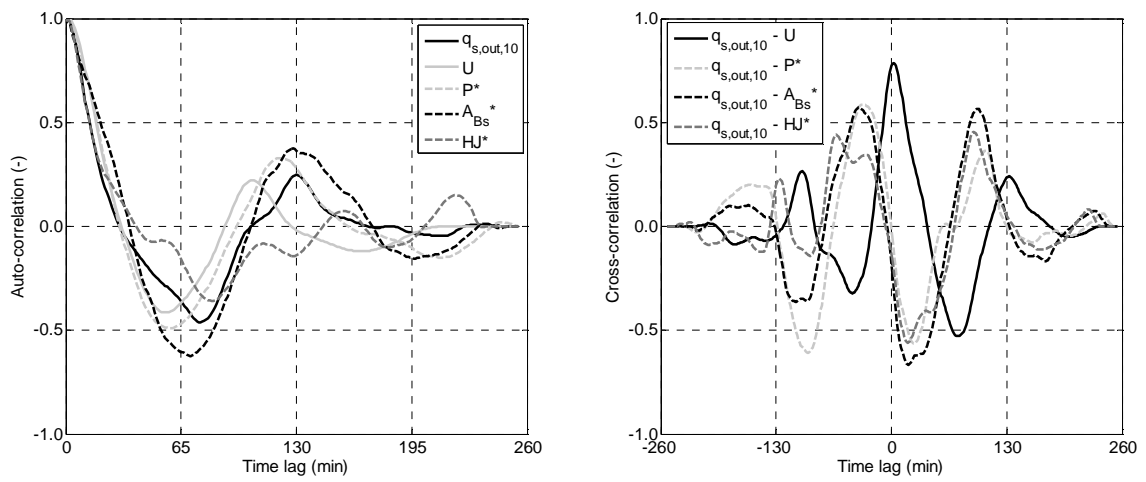 1.0
0.5
0.0
-0.5
-1.0
Auto-correlation (-)
0
65
130
195
260
Time lag (min)
q_s,out,10
U
P*
A_Bs*
HJ*
1.0
0.5
0.0
-0.5
-1.0
Cross-correlation (-)
-260
-130
0
130
260
Time lag (min)
q_s,out,10 - U
q_s,out,10 - P*
q_s,out,10 - A_Bs*
q_s,out,10 - HJ*